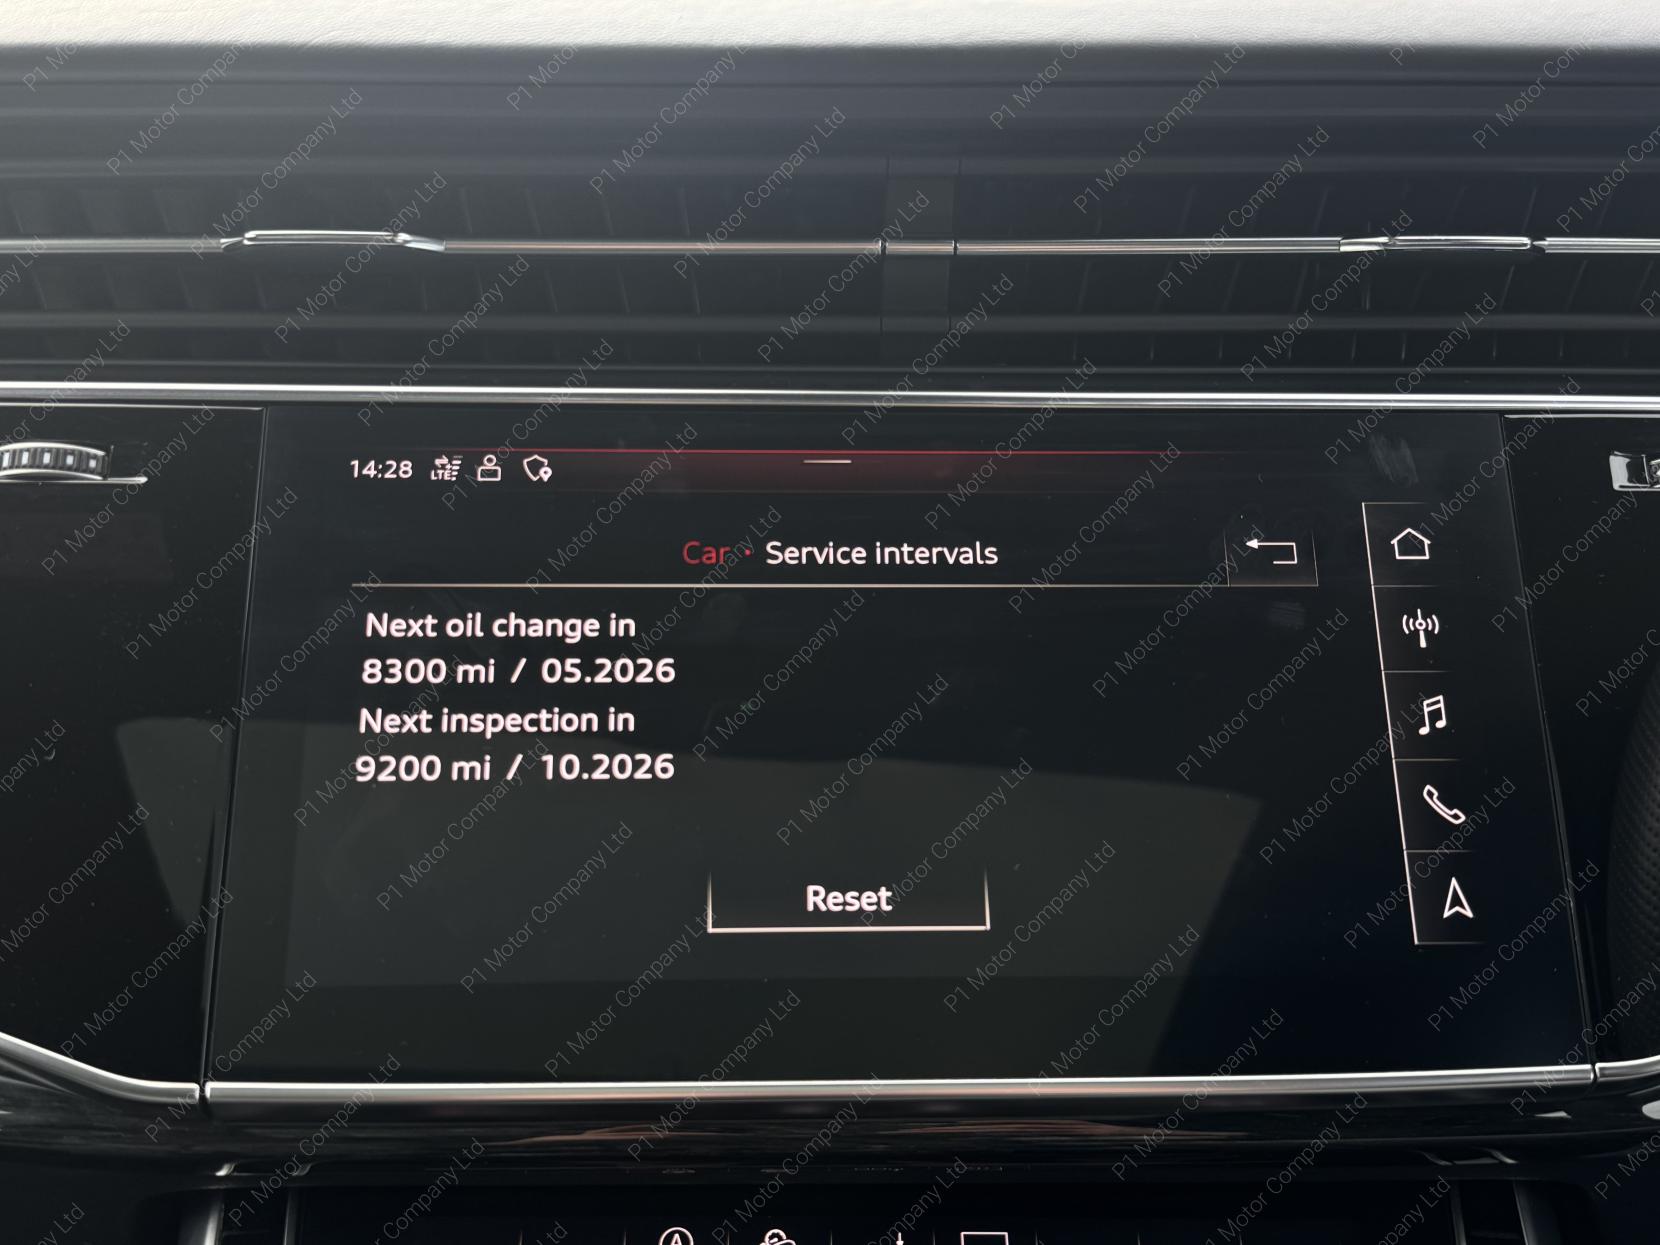 14:28 LTE
Car • Service intervals
Next oil change in
8300 mi / 05.2026
Next inspection in
9200 mi / 10.2026
Reset
P1 Motor Company Ltd